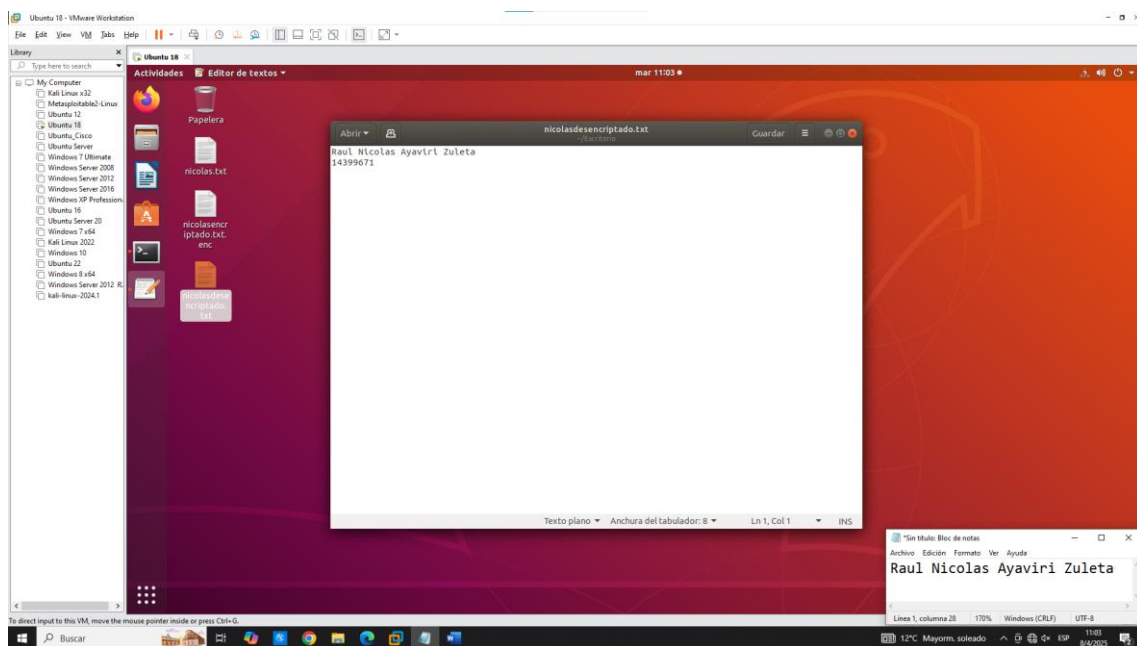 Ubuntu 18 - VMware Workstation
File Edit View VM Tabs Help
Library
Type here to search
My Computer
Kali Linux x32
Metasploitable2-Linux
Ubuntu 12
Ubuntu 18
Ubuntu_Cisco
Ubuntu Server
Windows 7 Ultimate
Windows Server 2008
Windows Server 2012
Windows Server 2016
Windows XP Profession
Ubuntu 16
Ubuntu Server 20
Windows 7 x64
Kali Linux 2022
Windows 10
Ubuntu 22
Windows 8 x64
Windows Server 2012 R
kali-linux-2024.1
Ubuntu 18
Actividades Editor de textos mar 11:03
Papelera
nicolas.txt
nicolasencr
iptado.txt.
enc
nicolasdese
ncriptado.
txt
Abrir nicolasdesencriptado.txt Guardar
~/Escritorio
Raul Nicolas Ayaviri Zuleta
14399671
Texto plano Anchura del tabulador: 8 Ln 1, Col 1 INS
*Sin título: Bloc de notas
Archivo Edición Formato Ver Ayuda
Raul Nicolas Ayaviri Zuleta
Línea 1, columna 28 170% Windows (CRLF) UTF-8
To direct input to this VM, move the mouse pointer inside or press Ctrl+G.
Buscar 12°C Mayorm. soleado ESP 11:03
8/4/2025